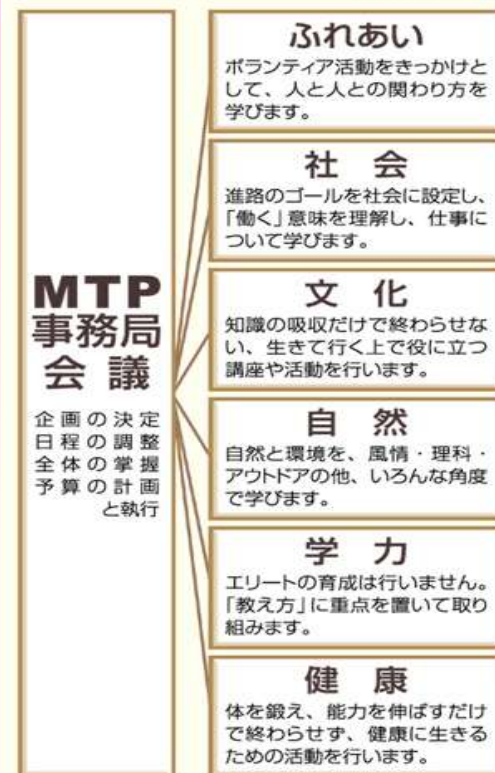 MTP
事務局
会議
企画の決定
日程の調整
全体の掌握
予算の計画
と執行
ふれあい
ボランティア活動をきっかけと
して、人と人との関わり方を
学びます。
社会
進路のゴールを社会に設定し、
「働く」意味を理解し、仕事に
ついて学びます。
文化
知識の吸収だけで終わらせな
い、生きて行く上で役に立つ
講座や活動を行います。
自然
自然と環境を、風情・理科・
アウトドアの他、いろんな角度
で学びます。
学力
エリートの育成は行いません。
「教え方」に重点を置いて取り
組みます。
健康
体を鍛え、能力を伸ばすだけ
で終わらせず、健康に生きる
ための活動を行います。